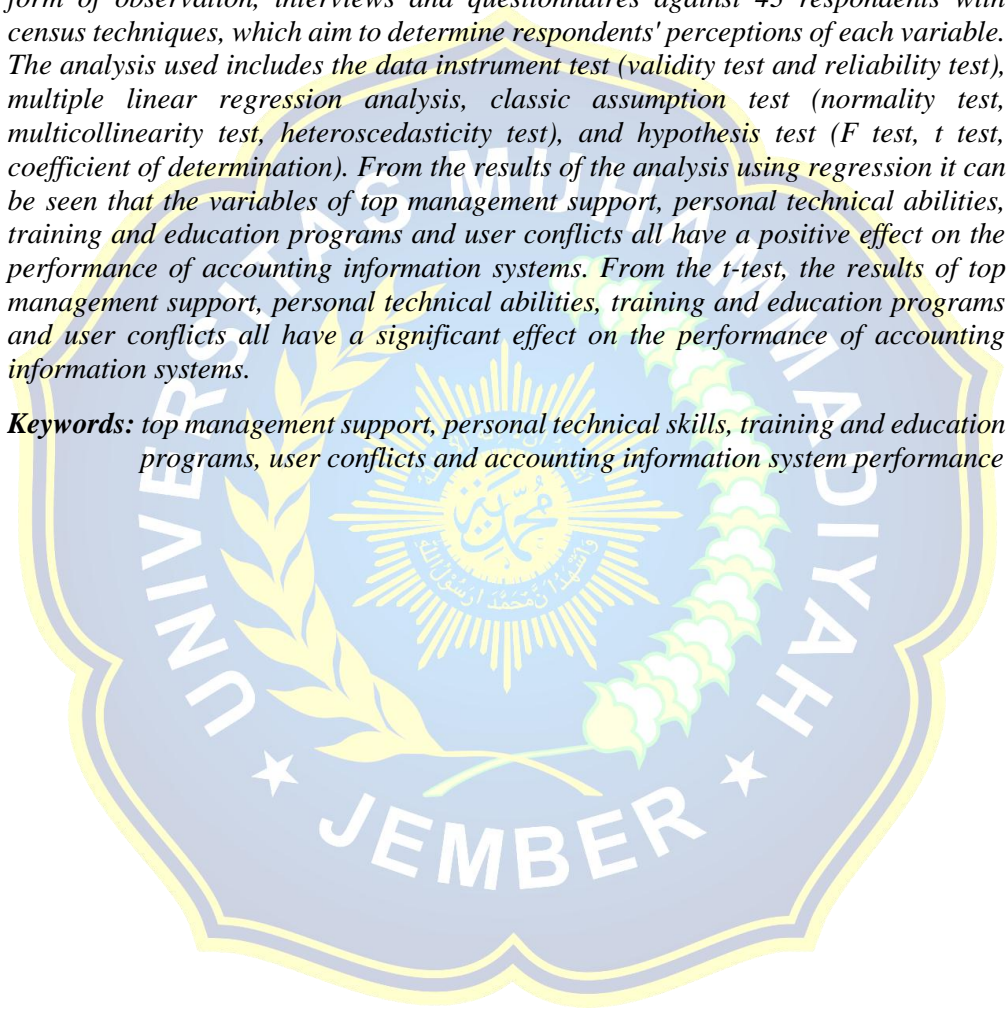 form of observation, interviews and questionnaires against 45 respondents with
census techniques, which aim to determine respondents' perceptions of each variable.
The analysis used includes the data instrument test (validity test and reliability test),
multiple linear regression analysis, classic assumption test (normality test,
multicollinearity test, heteroscedasticity test), and hypothesis test (F test, t test,
coefficient of determination). From the results of the analysis using regression it can
be seen that the variables of top management support, personal technical abilities,
training and education programs and user conflicts all have a positive effect on the
performance of accounting information systems. From the t-test, the results of top
management support, personal technical abilities, training and education programs
and user conflicts all have a significant effect on the performance of accounting
information systems.
Keywords: top management support, personal technical skills, training and education
programs, user conflicts and accounting information system performance
UNIVERSITAS MUHAMMADIYAH
JEMBER